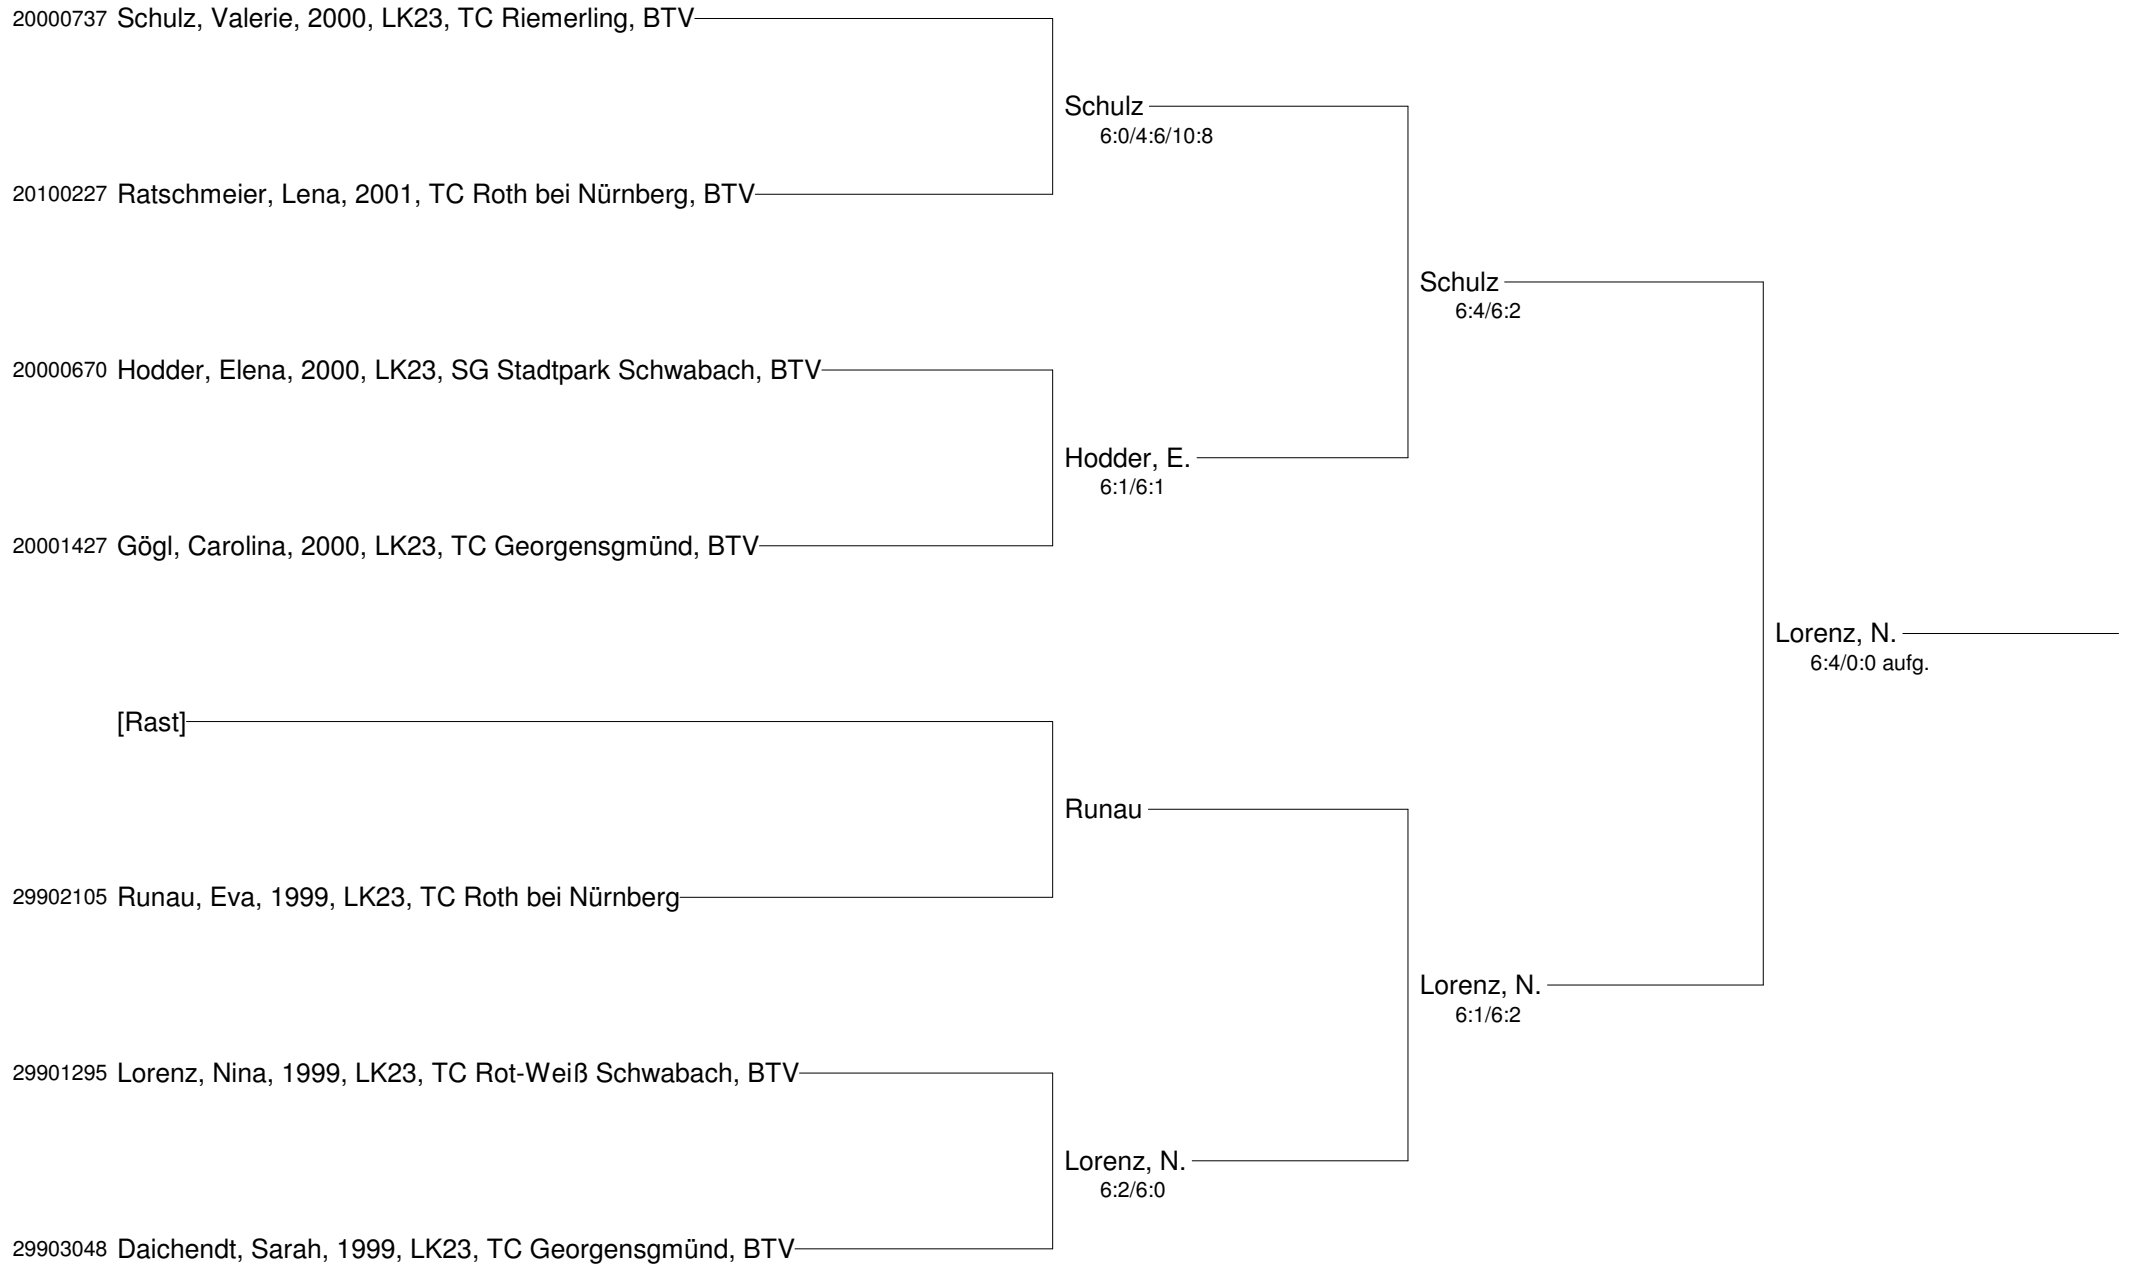 20000737 Schulz, Valerie, 2000, LK23, TC Riemerling, BTV
Schulz
6:0/4:6/10:8
20100227 Ratschmeier, Lena, 2001, TC Roth bei Nürnberg, BTV
Schulz
6:4/6:2
20000670 Hodder, Elena, 2000, LK23, SG Stadtpark Schwabach, BTV
Hodder, E.
6:1/6:1
20001427 Gögl, Carolina, 2000, LK23, TC Georgensgmünd, BTV
Lorenz, N.
6:4/0:0 aufg.
[Rast]
Runau
29902105 Runau, Eva, 1999, LK23, TC Roth bei Nürnberg
Lorenz, N.
6:1/6:2
29901295 Lorenz, Nina, 1999, LK23, TC Rot-Weiß Schwabach, BTV
Lorenz, N.
6:2/6:0
29903048 Daichendt, Sarah, 1999, LK23, TC Georgensgmünd, BTV